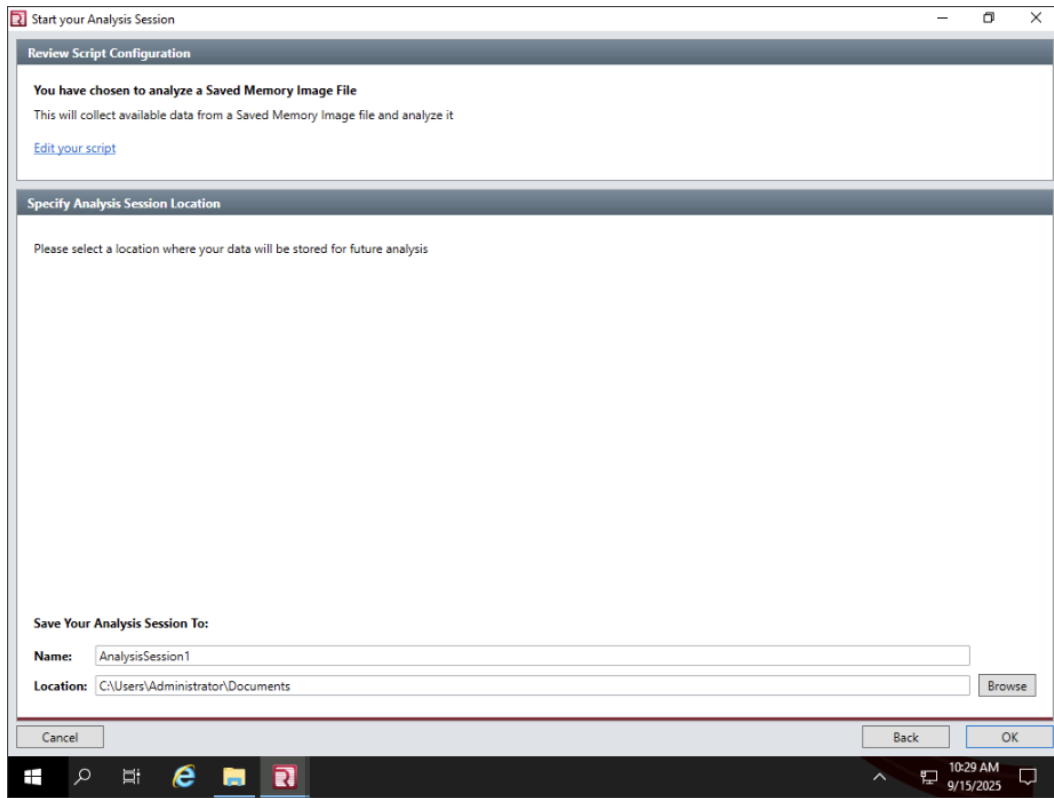 Start your Analysis Session
Review Script Configuration
You have chosen to analyze a Saved Memory Image File
This will collect available data from a Saved Memory Image file and analyze it
Edit your script
Specify Analysis Session Location
Please select a location where your data will be stored for future analysis
Save Your Analysis Session To:
Name: AnalysisSession1
Location: C:\Users\Administrator\Documents Browse
Cancel Back OK
10:29 AM
9/15/2025